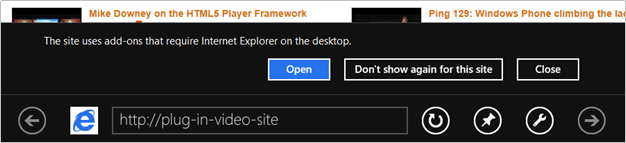 Mike Downey on the HTML5 Player Framework
Ping 129: Windows Phone climbing the lac
The site uses add-ons that require Internet Explorer on the desktop.
Open
Don't show again for this site
Close
http://plug-in-video-site